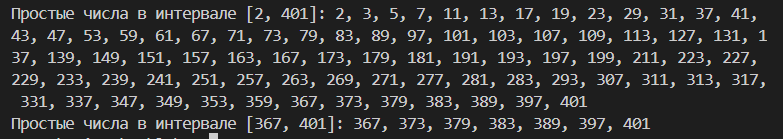 Простые числа в интервале [2, 401]: 2, 3, 5, 7, 11, 13, 17, 19, 23, 29, 31, 37, 41,
43, 47, 53, 59, 61, 67, 71, 73, 79, 83, 89, 97, 101, 103, 107, 109, 113, 127, 131, 1
37, 139, 149, 151, 157, 163, 167, 173, 179, 181, 191, 193, 197, 199, 211, 223, 227,
229, 233, 239, 241, 251, 257, 263, 269, 271, 277, 281, 283, 293, 307, 311, 313, 317,
331, 337, 347, 349, 353, 359, 367, 373, 379, 383, 389, 397, 401
Простые числа в интервале [367, 401]: 367, 373, 379, 383, 389, 397, 401